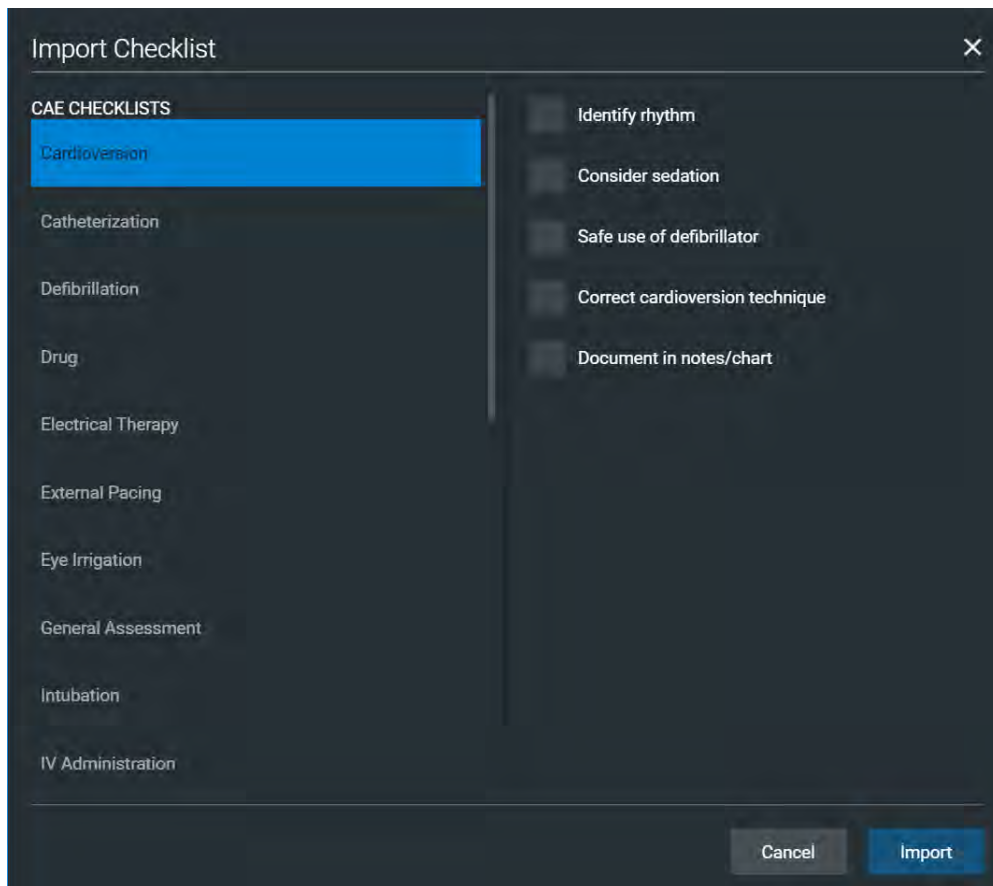 Import Checklist
CAE CHECKLISTS
Cardioversion
Catheterization
Defibrillation
Drug
Electrical Therapy
External Pacing
Eye Irrigation
General Assessment
Intubation
IV Administration
Identify rhythm
Consider sedation
Safe use of defibrillator
Correct cardioversion technique
Document in notes/chart
Cancel
Import